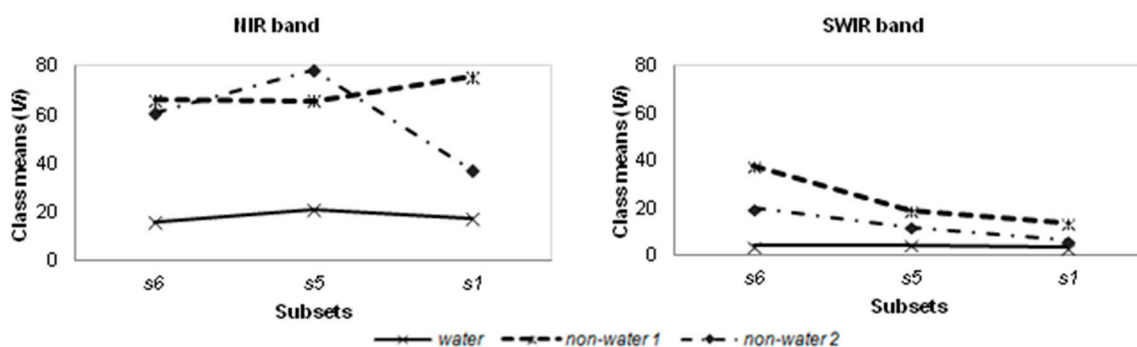 NIR band
Class means (Vi)
80
60
40
20
0
s6 s5 s1
Subsets
SWIR band
Class means (Vi)
80
60
40
20
0
s6 s5 s1
Subsets
water non-water 1 non-water 2